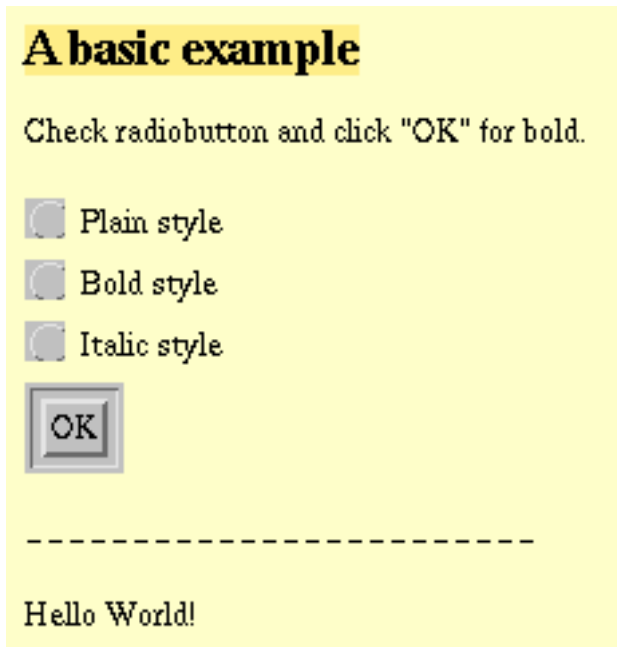 A basic example
Check radiobutton and click "OK" for bold.
Plain style
Bold style
Italic style
OK
------------------------
Hello World!